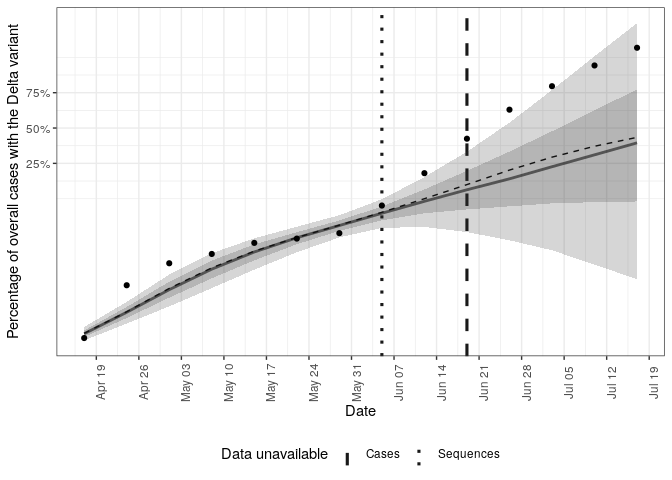 Percentage of overall cases with the Delta variant
75%
50%
25%
Apr 19
Apr 26
May 03
May 10
May 17
May 24
May 31
Jun 07
Jun 14
Jun 21
Jun 28
Jul 05
Jul 12
Jul 19
Date
Data unavailable Cases Sequences